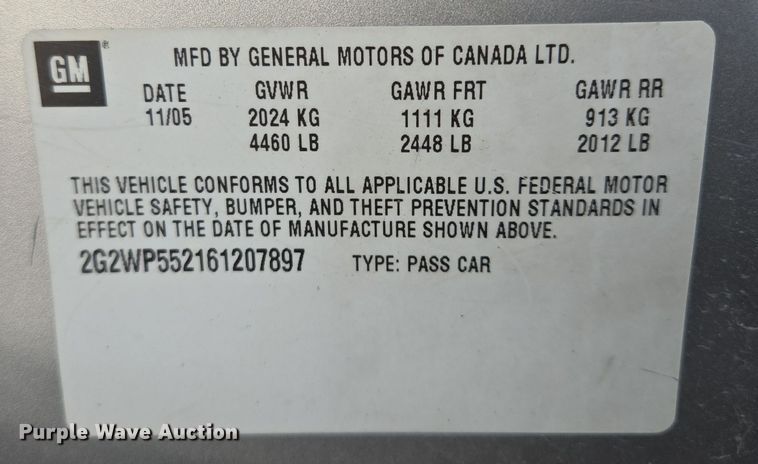 GM®
MFD BY GENERAL MOTORS OF CANADA LTD.
DATE GVWR GAWR FRT GAWR RR
11/05 2024 KG 1111 KG 913 KG
4460 LB 2448 LB 2012 LB
THIS VEHICLE CONFORMS TO ALL APPLICABLE U.S. FEDERAL MOTOR
VEHICLE SAFETY, BUMPER, AND THEFT PREVENTION STANDARDS IN
EFFECT ON THE DATE OF MANUFACTURE SHOWN ABOVE.
2G2WP552161207897 TYPE: PASS CAR
Purple Wave Auction